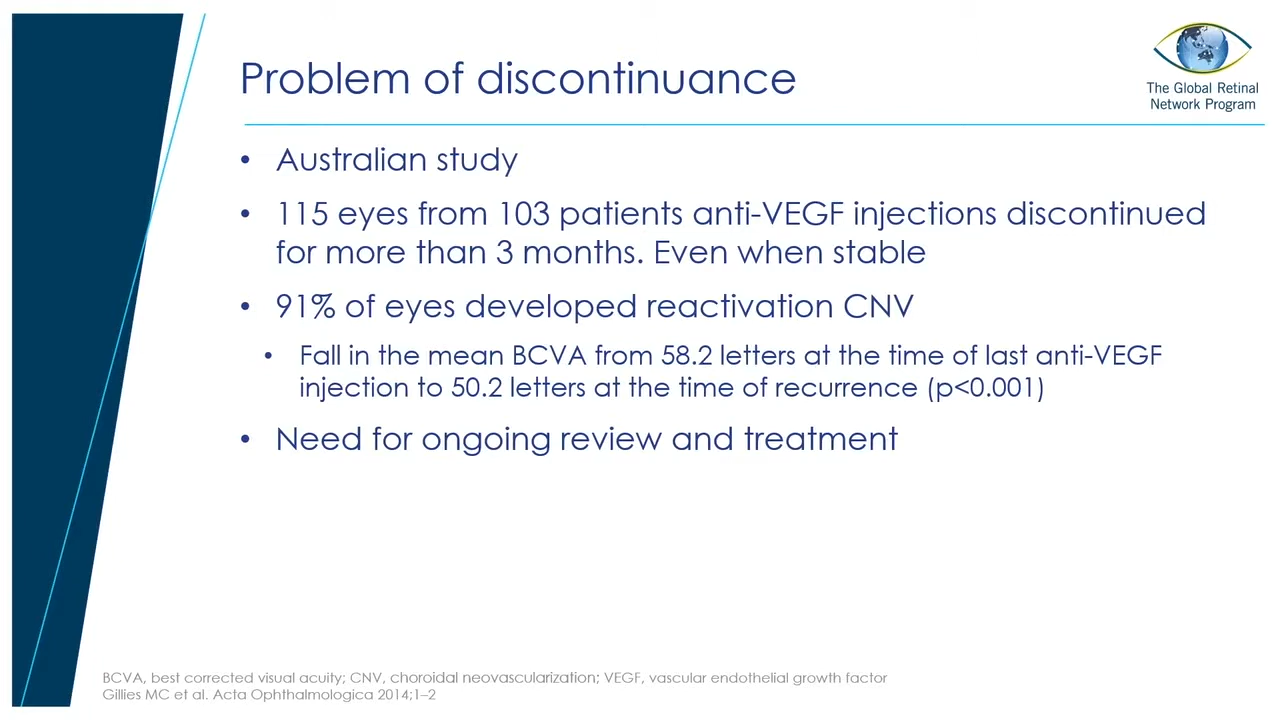 Problem of discontinuance
The Global Retinal
Network Program
• Australian study
• 115 eyes from 103 patients anti-VEGF injections discontinued
for more than 3 months. Even when stable
• 91% of eyes developed reactivation CNV
• Fall in the mean BCVA from 58.2 letters at the time of last anti-VEGF
injection to 50.2 letters at the time of recurrence (p<0.001)
• Need for ongoing review and treatment
BCVA, best corrected visual acuity; CNV, choroidal neovascularization; VEGF, vascular endothelial growth factor
Gillies MC et al. Acta Ophthalmologica 2014;1–2